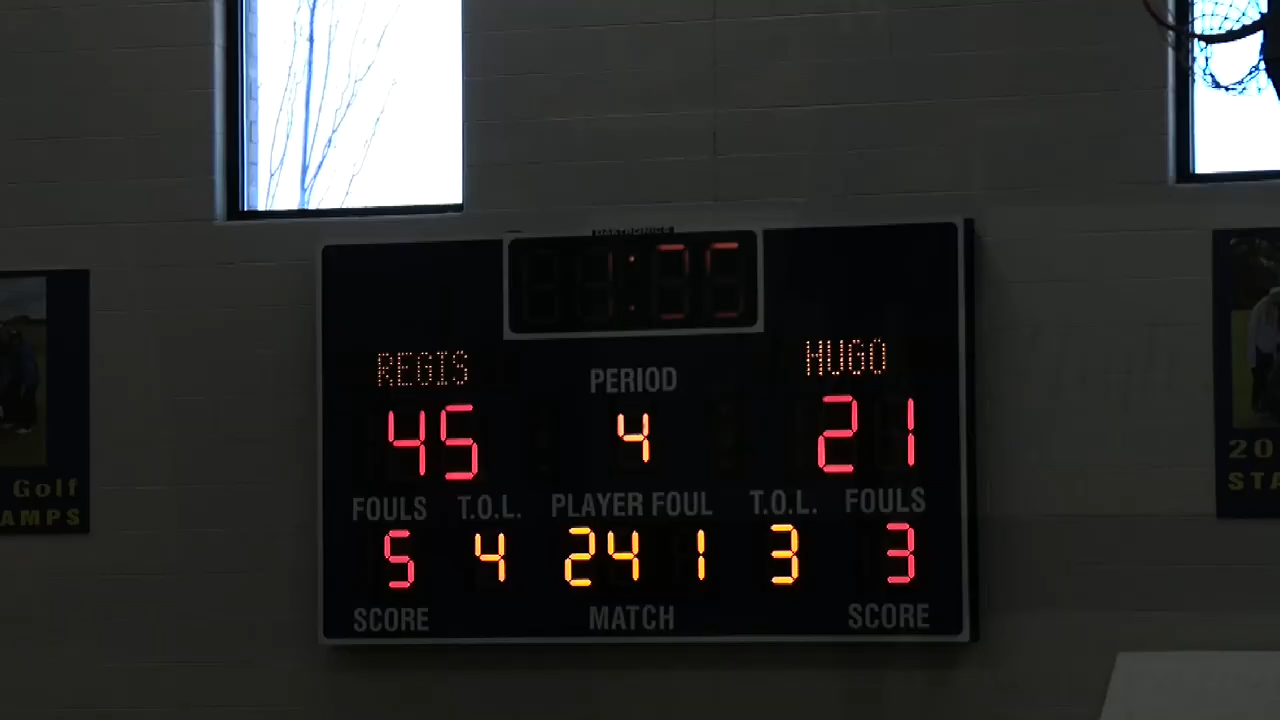 DAKTRONICS
REGIS
HUGO
PERIOD
45
4
21
FOULS T.O.L. PLAYER FOUL T.O.L. FOULS
5 4 24 1 3 3
SCORE MATCH SCORE
Golf
AMPS
20
STA